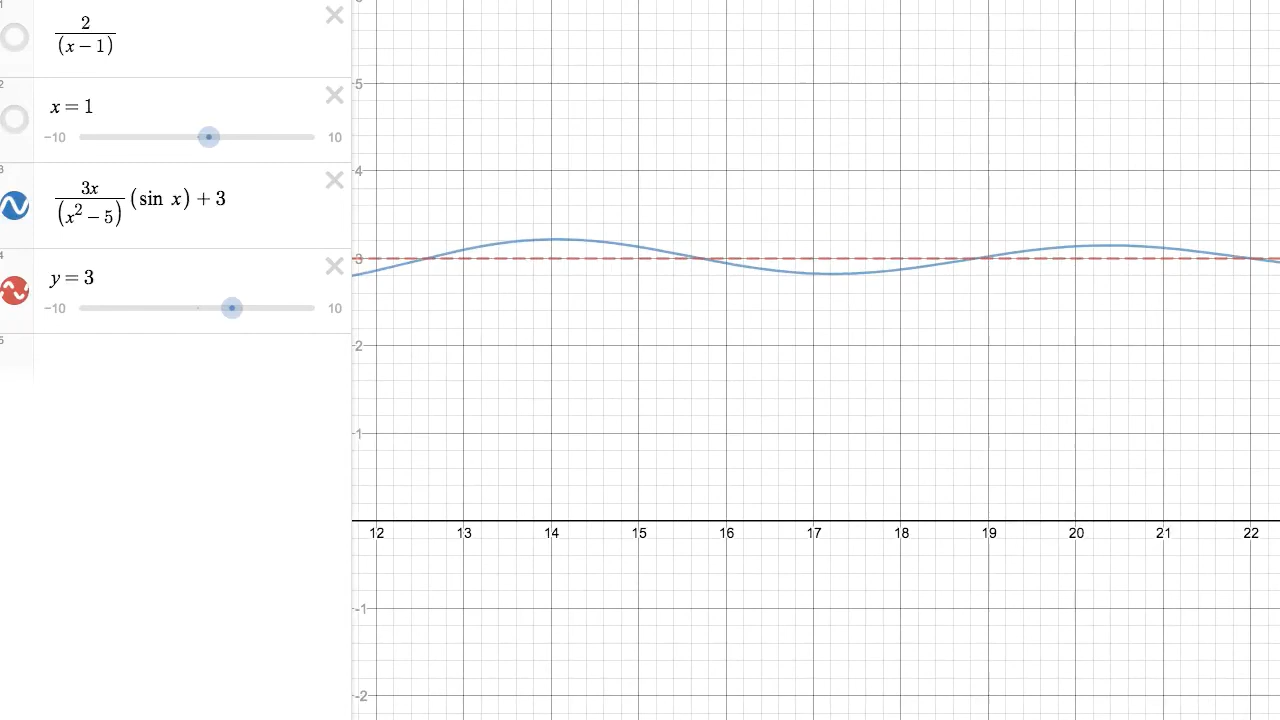 1
2
(x − 1)
2
x = 1
−10 10
3
3x
(x² − 5) (sin x) + 3
4
y = 3
−10 10
5
5
4
3
2
1
12 13 14 15 16 17 18 19 20 21 22
-1
-2